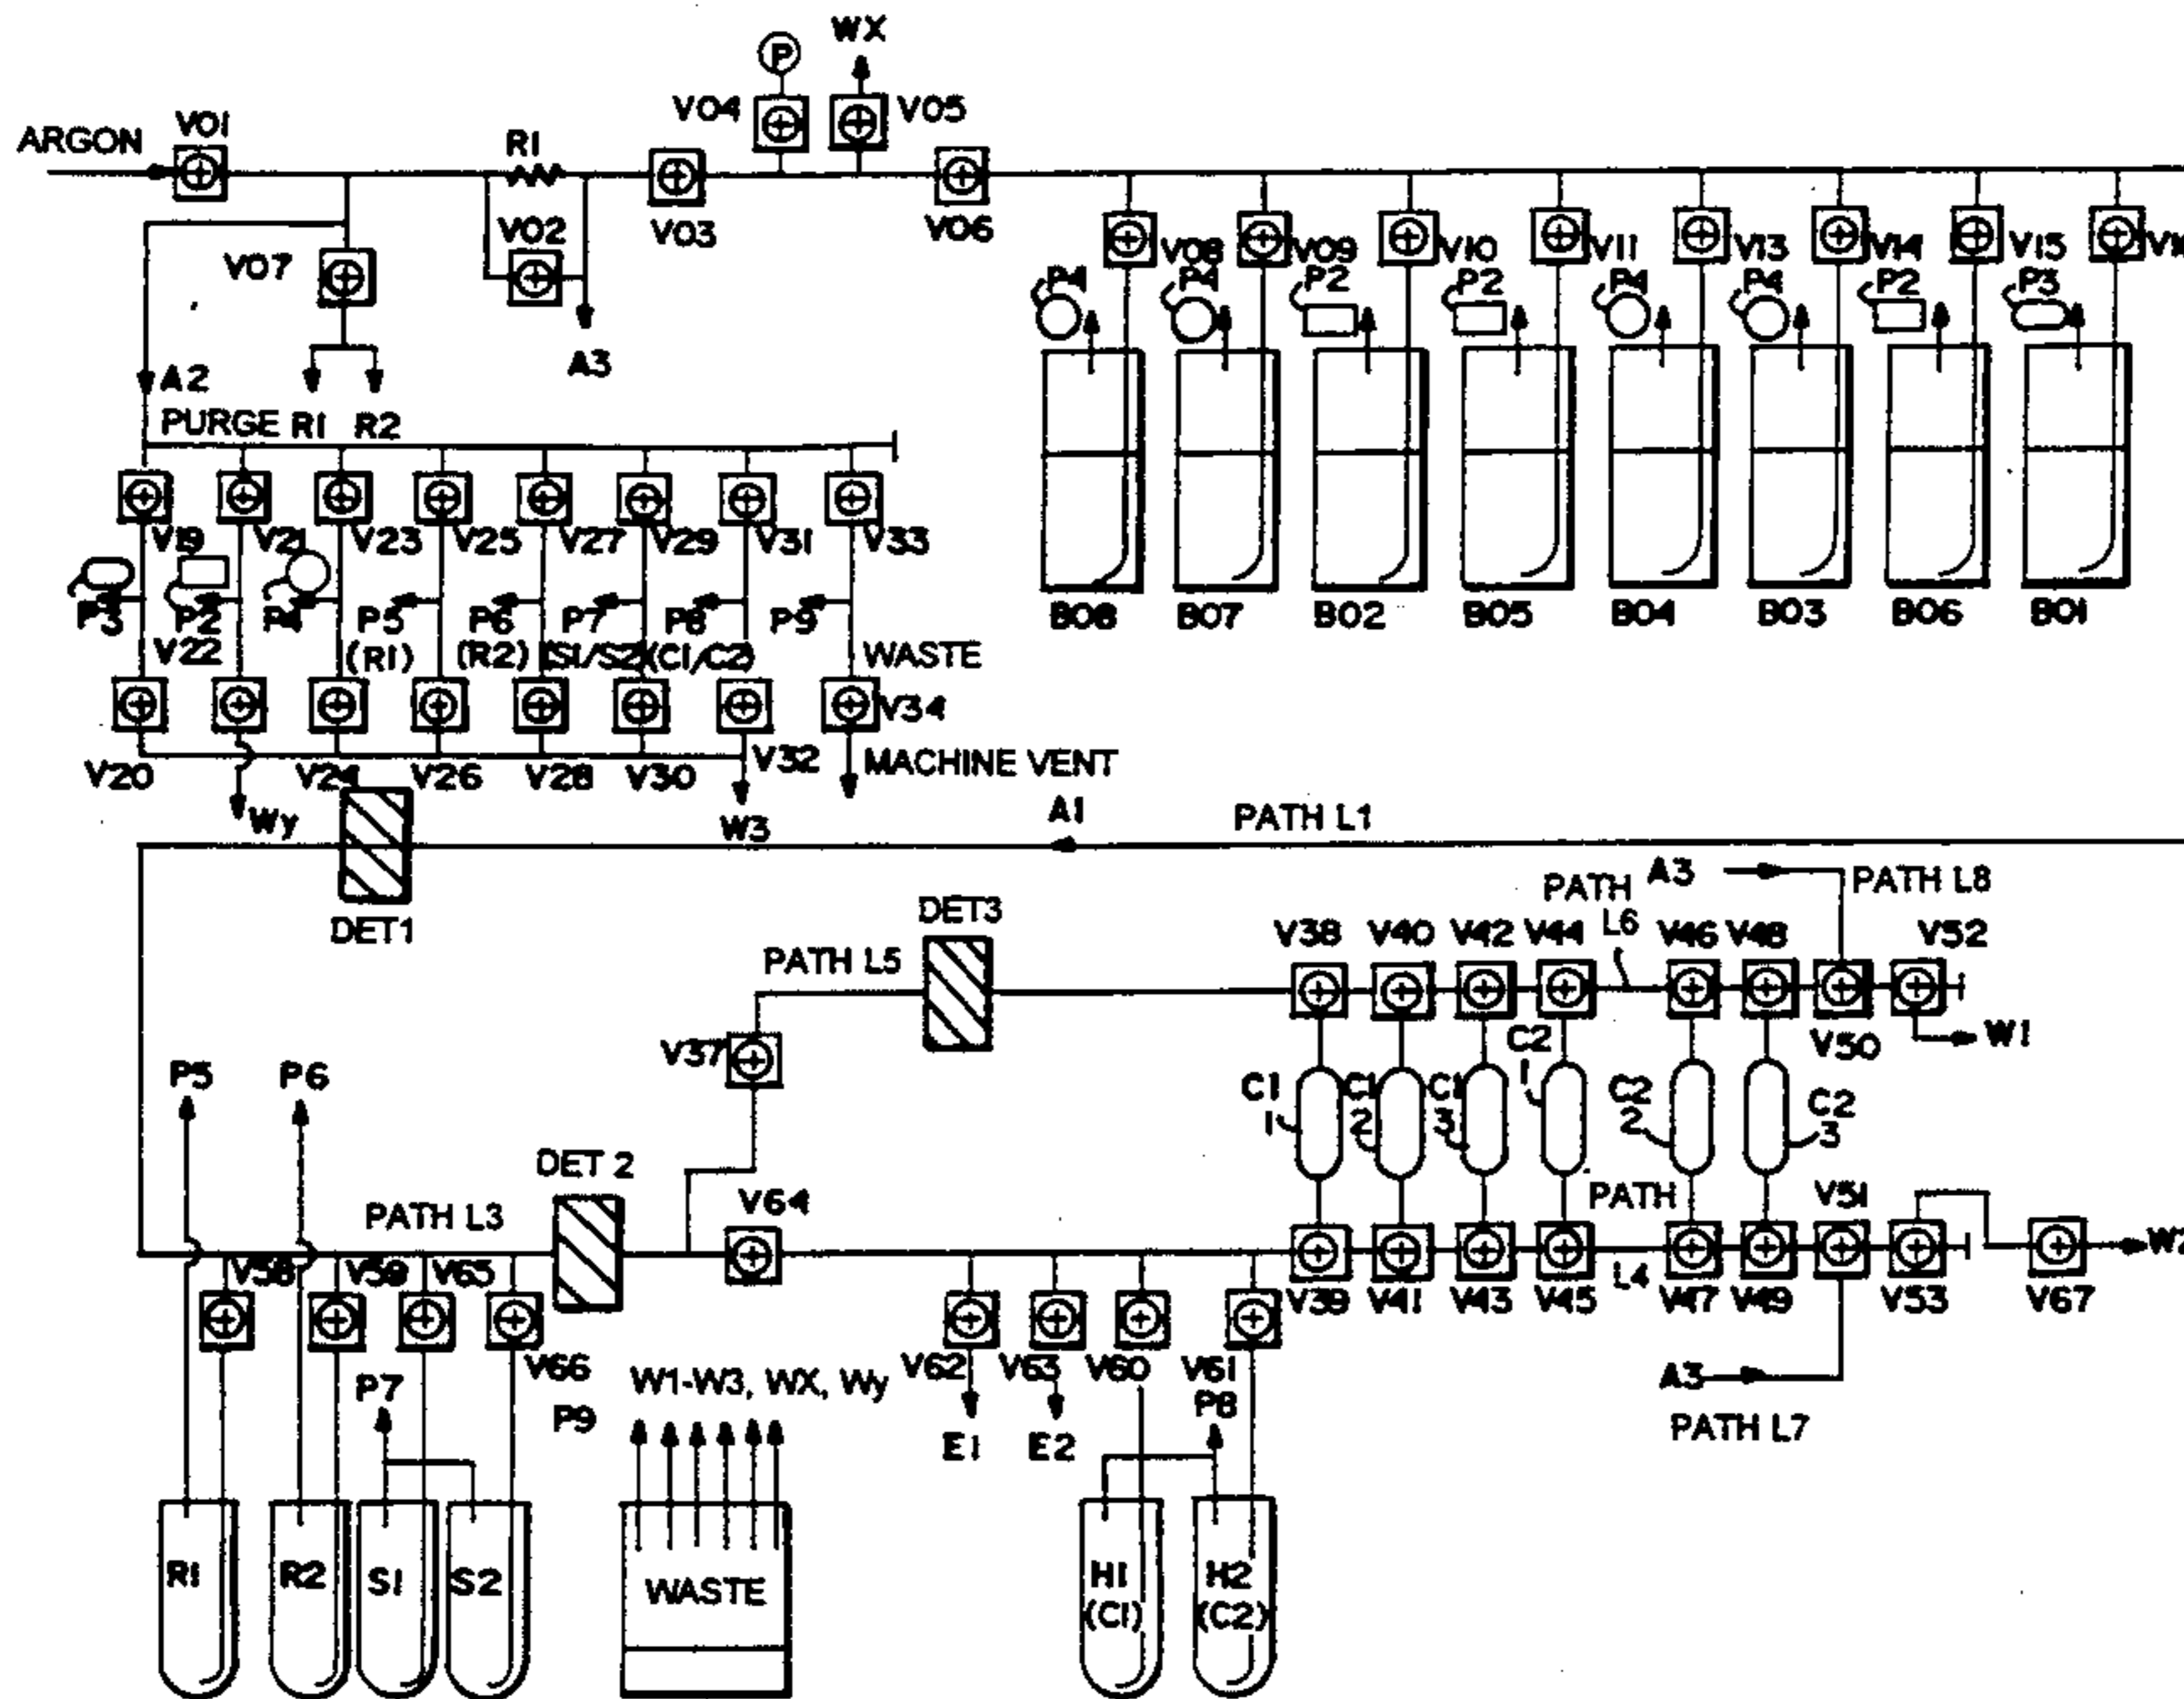 WX
P
V04 V05
ARGON V01 R1
V02 V03 V06
V07
V08 V09 V10 V11 V13 V14 V15
P4 P4 P2 P2 P4 P4 P2 P3
A3
A2
PURGE R1 R2
V19 V21 V23 V25 V27 V29 V31 V33
P3 P2 P4 P5 P6 P7 P8 P9
V22 (R1) (R2) (S1/S2) (C1/C2) WASTE
B08 B07 B02 B05 B04 B03 B06 B01
V34
V20 V24 V26 V28 V30 V32 MACHINE VENT
Wy W3 A1 PATH L1
DET1
A3 PATH L8
PATH L6
DET3
V38 V40 V42 V44 V46 V48 V52
PATH L5
V37
V50 W1
P5 P6
C1 1 C1 2 C1 3 C2 1 C2 2 C2 3
DET 2
PATH L3 V64
PATH L4 V51
W2
V58 V59 V65
V39 V41 V43 V45 V47 V49 V53 V67
V66 V62 V63 V60 V61
P7 P9 W1-W3, WX, Wy P8
A3
E1 E2 PATH L7
R1 R2 S1 S2 WASTE H1 (C1) H2 (C2)